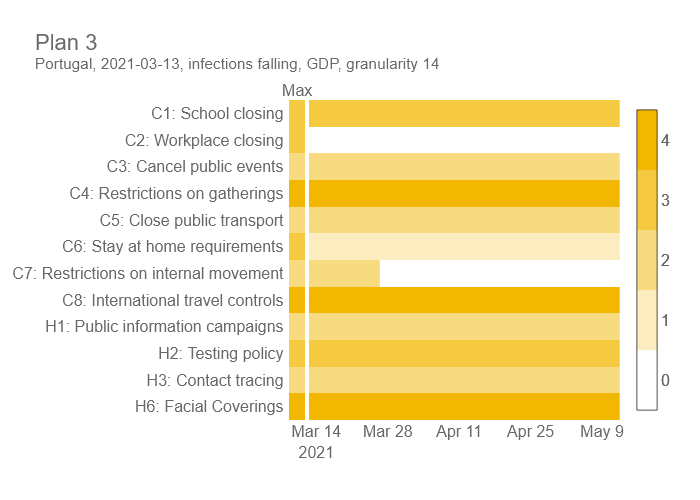 Plan 3
Portugal, 2021-03-13, infections falling, GDP, granularity 14
Max
C1: School closing
C2: Workplace closing
C3: Cancel public events
C4: Restrictions on gatherings
C5: Close public transport
C6: Stay at home requirements
C7: Restrictions on internal movement
C8: International travel controls
H1: Public information campaigns
H2: Testing policy
H3: Contact tracing
H6: Facial Coverings
Mar 14 Mar 28 Apr 11 Apr 25 May 9
2021
4
3
2
1
0